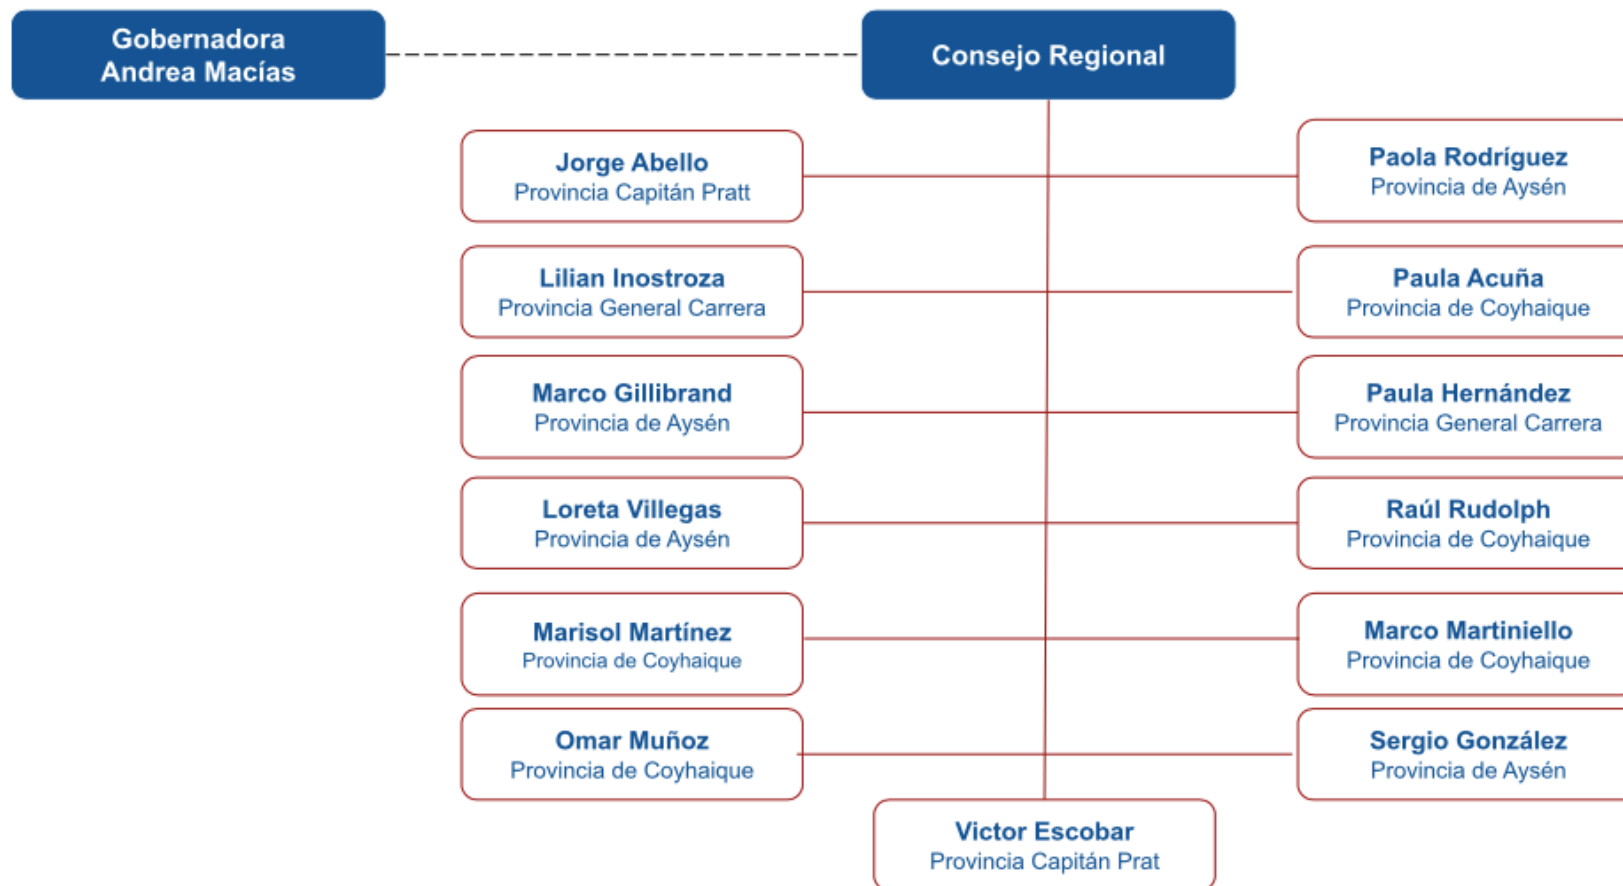 Gobernadora
Andrea Macías
Consejo Regional
Jorge Abello
Provincia Capitán Pratt
Paola Rodríguez
Provincia de Aysén
Lilian Inostroza
Provincia General Carrera
Paula Acuña
Provincia de Coyhaique
Marco Gillibrand
Provincia de Aysén
Paula Hernández
Provincia General Carrera
Loreta Villegas
Provincia de Aysén
Raúl Rudolph
Provincia de Coyhaique
Marisol Martínez
Provincia de Coyhaique
Marco Martiniello
Provincia de Coyhaique
Omar Muñoz
Provincia de Coyhaique
Sergio González
Provincia de Aysén
Victor Escobar
Provincia Capitán Prat